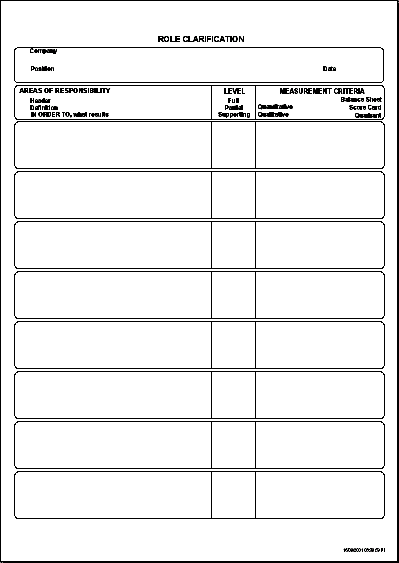 ROLE CLARIFICATION
Company
Position Date
AREAS OF RESPONSIBILITY LEVEL MEASUREMENT CRITERIA
Header Full Balance Sheet
Definition Partial Quantitative Score Card
IN ORDER TO, what results Supporting Qualitative Quadrant